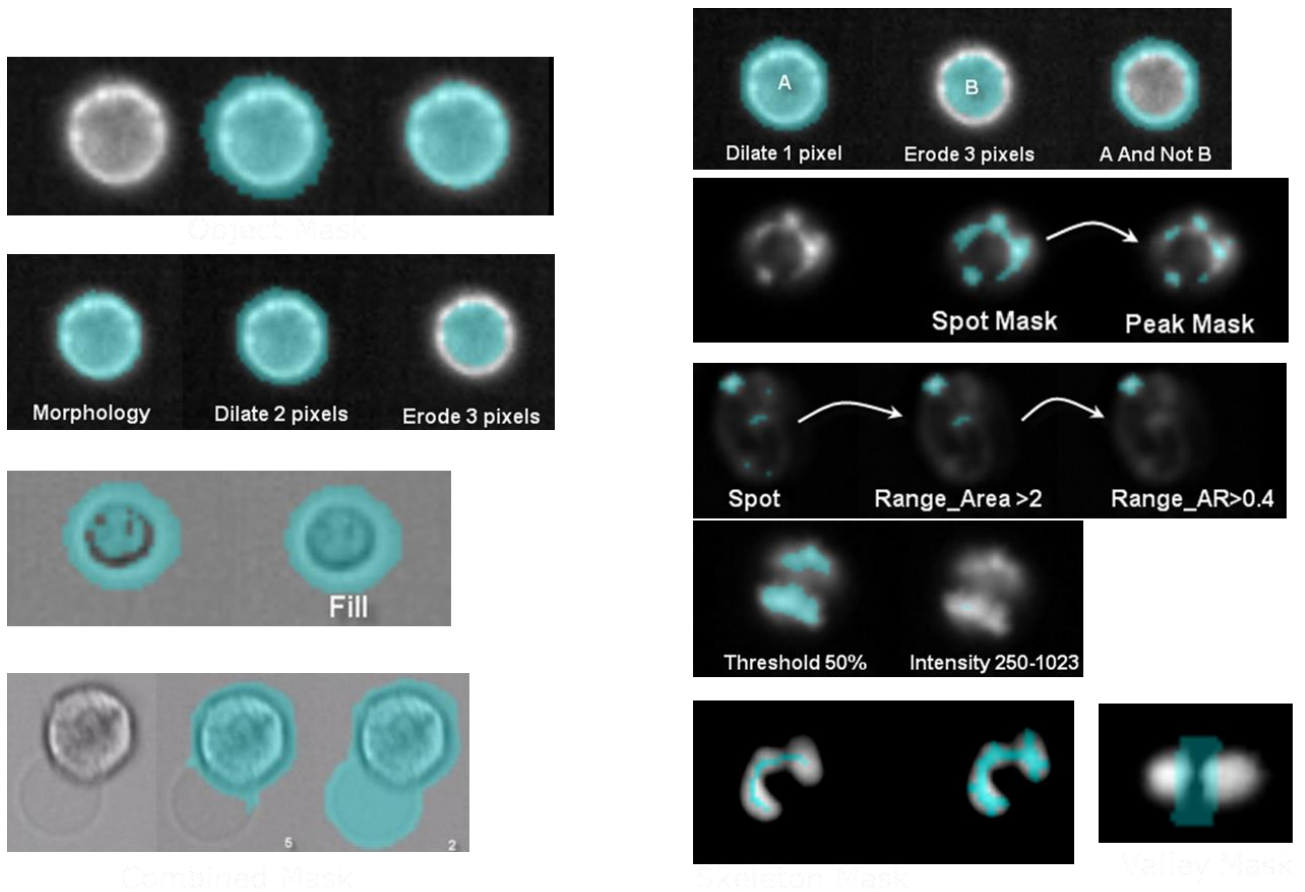 Object Mask
Morphology
Dilate 2 pixels
Erode 3 pixels
Fill
5
2
Combined Mask
A
B
Dilate 1 pixel
Erode 3 pixels
A And Not B
Spot Mask
Peak Mask
Spot
Range_Area >2
Range_AR>0.4
Threshold 50%
Intensity 250-1023
Skeleton Mask
Valley Mask